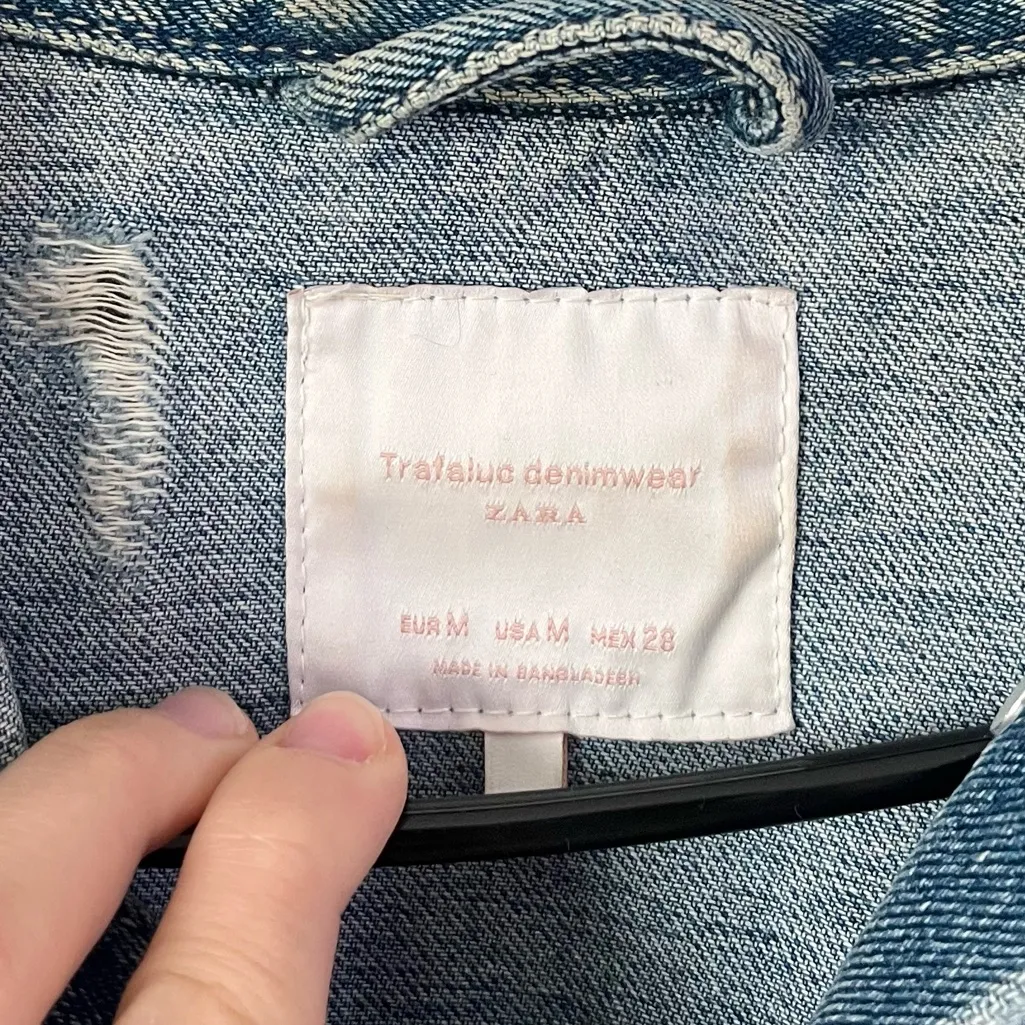 Trafaluc denimwear
ZARA
EUR M USA M MEX 28
MADE IN BANGLADESH